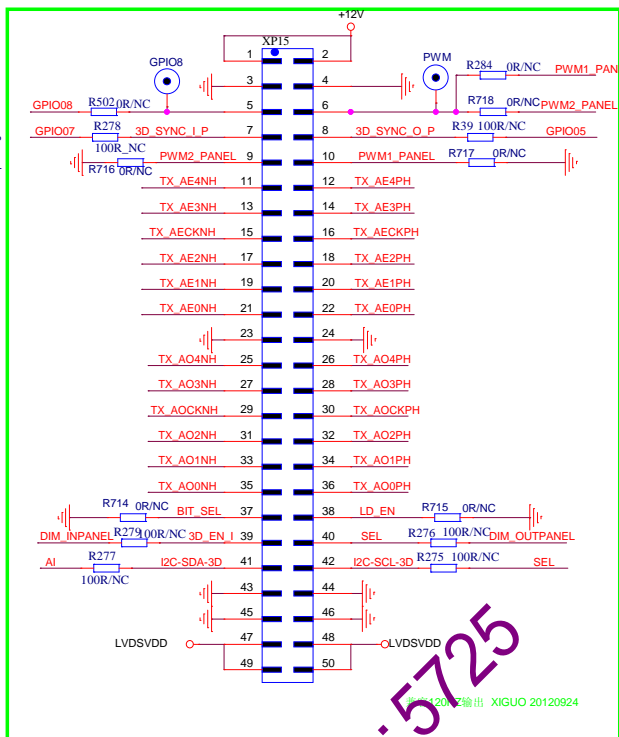 +12V
XP15
GPIO8
PWM
1 2
R284 0R/NC PWM1_PAN
3 4
GPIO08 R502 0R/NC 5 6 R718 0R/NC PWM2_PANEL
GPIO07 R278 3D_SYNC_I_P 7 8 3D_SYNC_O_P R39 100R/NC GPIO05
100R_NC
R716 0R/NC PWM2_PANEL 9 10 PWM1_PANEL R717 0R/NC
TX_AE4NH 11 12 TX_AE4PH
TX_AE3NH 13 14 TX_AE3PH
TX_AECKNH 15 16 TX_AECKPH
TX_AE2NH 17 18 TX_AE2PH
TX_AE1NH 19 20 TX_AE1PH
TX_AE0NH 21 22 TX_AE0PH
23 24
TX_AO4NH 25 26 TX_AO4PH
TX_AO3NH 27 28 TX_AO3PH
TX_AOCKNH 29 30 TX_AOCKPH
TX_AO2NH 31 32 TX_AO2PH
TX_AO1NH 33 34 TX_AO1PH
TX_AO0NH 35 36 TX_AO0PH
R714 0R/NC BIT_SEL 37 38 LD_EN R715 0R/NC
DIM_INPANEL R279 100R/NC 3D_EN_I 39 40 SEL R276 100R/NC DIM_OUTPANEL
AI R277 I2C-SDA-3D 41 42 I2C-SCL-3D R275 100R/NC SEL
100R/NC
43 44
45 46
LVDSVDD 47 48 LVDSVDD
49 50
输出 XIGUO 20120924
:5725